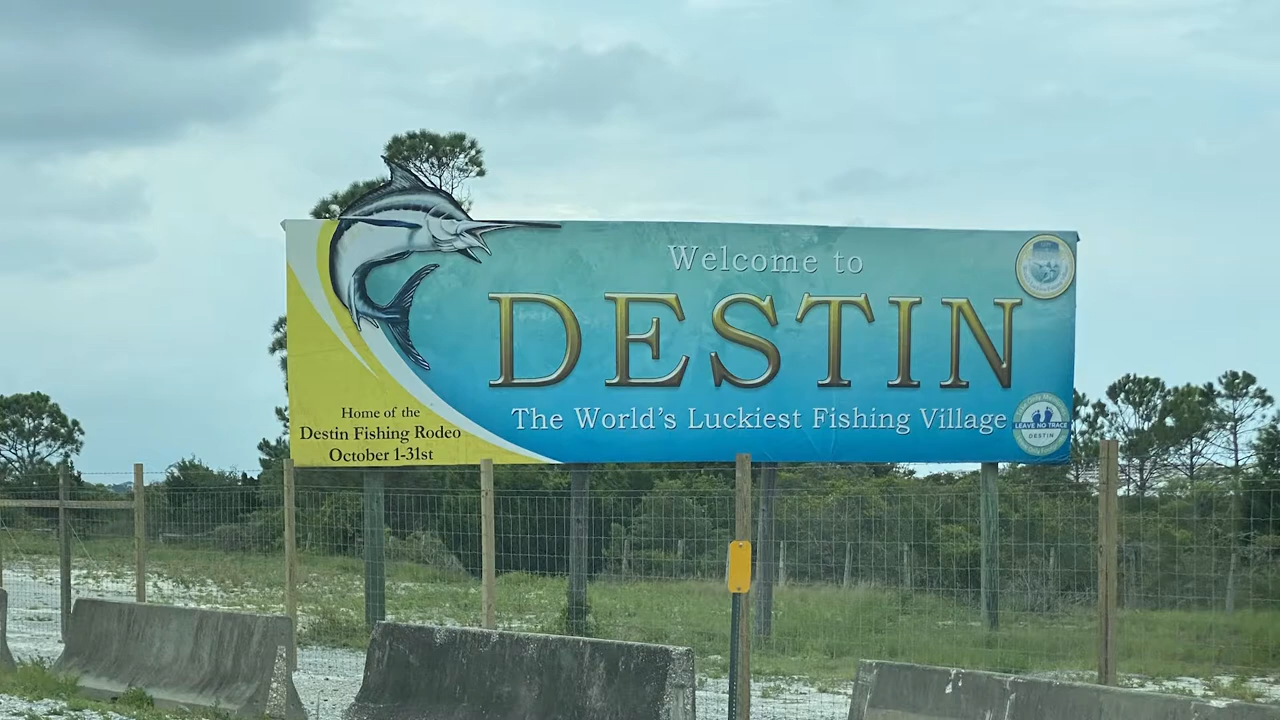 Welcome to
DESTIN
The World's Luckiest Fishing Village
Home of the
Destin Fishing Rodeo
October 1-31st
LEAVE NO TRACE
DESTIN